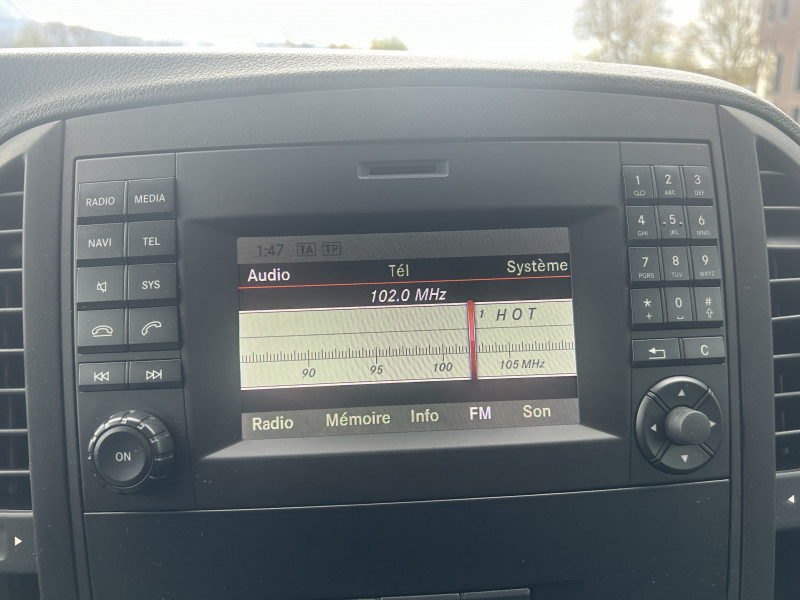 RADIO MEDIA
NAVI TEL
SYS
ON
1:47 TA TP
Audio Tél Système
102.0 MHz
1 HOT
90 95 100 105 MHz
Radio Mémoire Info FM Son
1 2 ABC 3 DEF
4 GHI 5 JKL 6 MNO
7 PQRS 8 TUV 9 WXYZ
* + 0 #
C